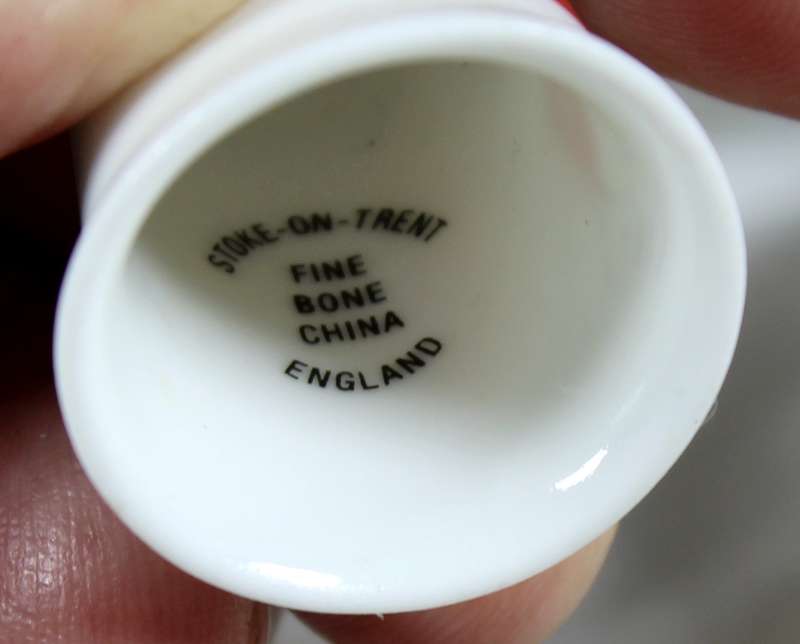 STOKE-ON-TRENT
FINE
BONE
CHINA
ENGLAND